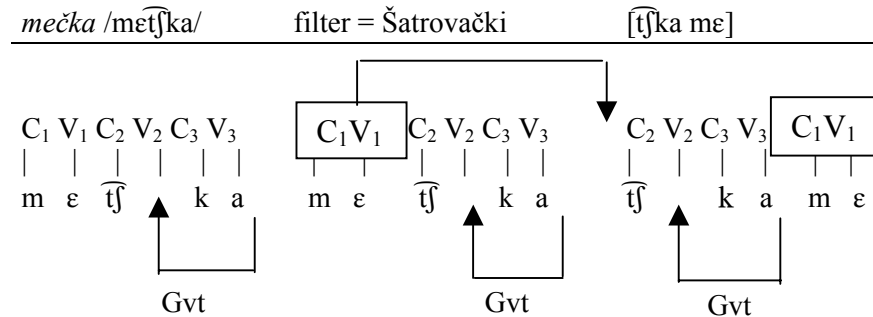 mečka /mɛt͡ʃka/ filter = Šatrovački [t͡ʃka mɛ]
C₁ V₁ C₂ V₂ C₃ V₃ C₁V₁ C₂ V₂ C₃ V₃ C₂ V₂ C₃ V₃ C₁V₁
m ɛ t͡ʃ k a m ɛ t͡ʃ k a t͡ʃ k a m ɛ
Gvt Gvt Gvt